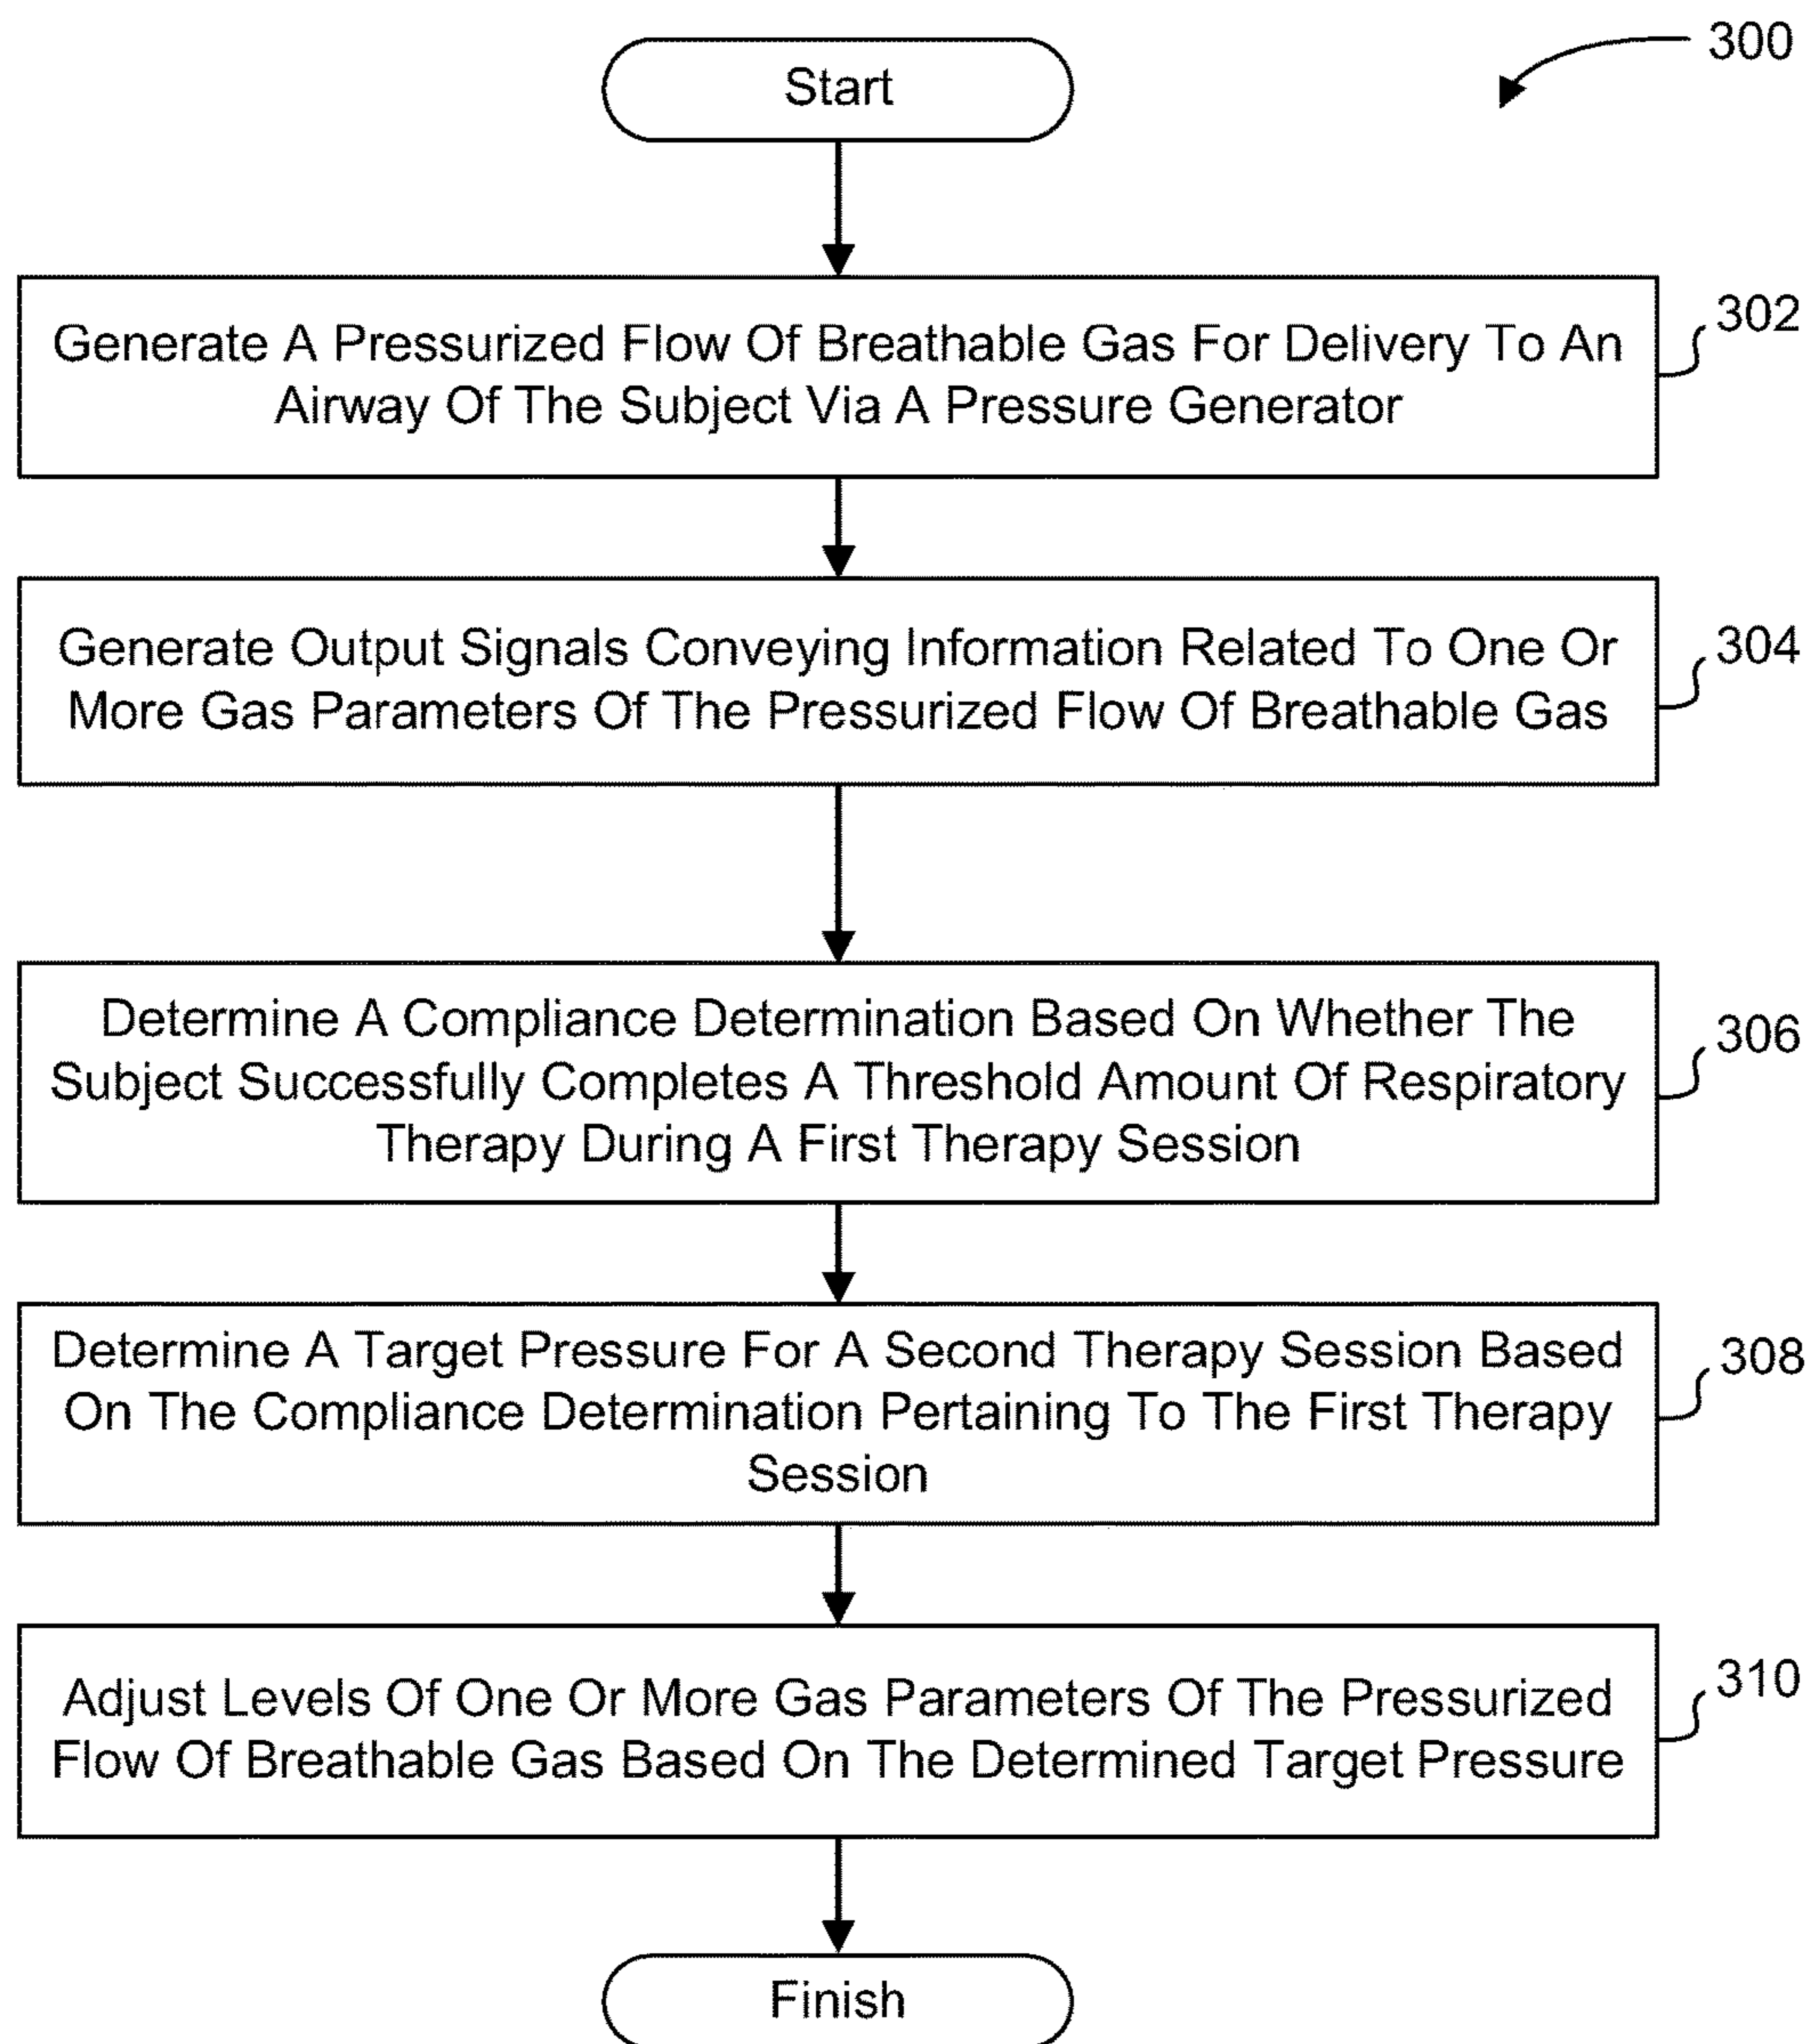 300
Start
302
Generate A Pressurized Flow Of Breathable Gas For Delivery To An
Airway Of The Subject Via A Pressure Generator
304
Generate Output Signals Conveying Information Related To One Or
More Gas Parameters Of The Pressurized Flow Of Breathable Gas
306
Determine A Compliance Determination Based On Whether The
Subject Successfully Completes A Threshold Amount Of Respiratory
Therapy During A First Therapy Session
308
Determine A Target Pressure For A Second Therapy Session Based
On The Compliance Determination Pertaining To The First Therapy
Session
310
Adjust Levels Of One Or More Gas Parameters Of The Pressurized
Flow Of Breathable Gas Based On The Determined Target Pressure
Finish